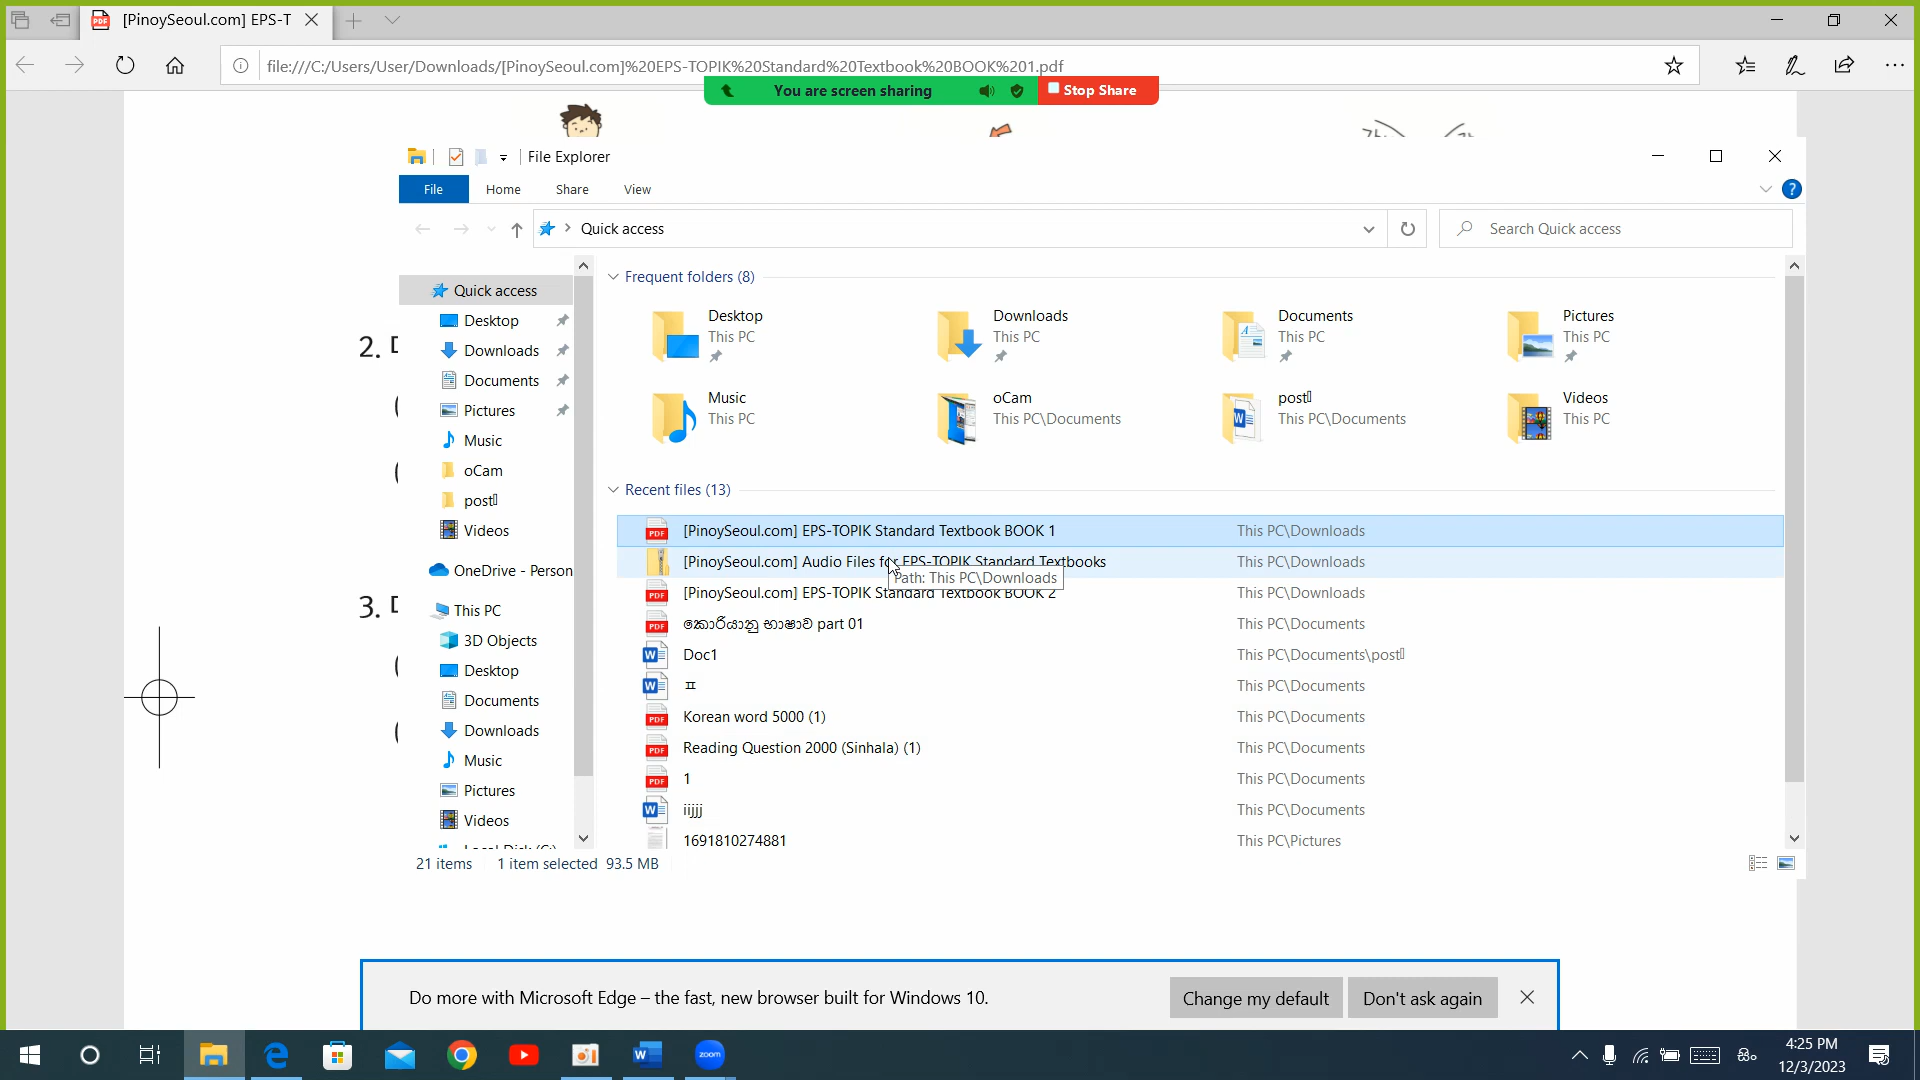 [PinoySeoul.com] EPS-T
file:///C:/Users/User/Downloads/[PinoySeoul.com]%20EPS-TOPIK%20Standard%20Textbook%20BOOK%201.pdf
You are screen sharing
Stop Share
File Explorer
File Home Share View
Quick access
Search Quick access
Quick access
Desktop
Downloads
Documents
Pictures
Music
oCam
post
Videos
OneDrive - Person
This PC
3D Objects
Desktop
Documents
Downloads
Music
Pictures
Videos
Frequent folders (8)
Desktop
This PC
Downloads
This PC
Documents
This PC
Pictures
This PC
Music
This PC
oCam
This PC\Documents
post
This PC\Documents
Videos
This PC
Recent files (13)
[PinoySeoul.com] EPS-TOPIK Standard Textbook BOOK 1 This PC\Downloads
[PinoySeoul.com] Audio Files for EPS-TOPIK Standard Textbooks This PC\Downloads
Path: This PC\Downloads
[PinoySeoul.com] EPS-TOPIK Standard Textbook BOOK 2 This PC\Downloads
කොරියානු භාෂාව part 01 This PC\Documents
Doc1 This PC\Documents\post
ㅍ This PC\Documents
Korean word 5000 (1) This PC\Documents
Reading Question 2000 (Sinhala) (1) This PC\Documents
1 This PC\Documents
iijjj This PC\Documents
1691810274881 This PC\Pictures
21 items 1 item selected 93.5 MB
2.
3.
Do more with Microsoft Edge – the fast, new browser built for Windows 10.
Change my default
Don't ask again
zoom
4:25 PM
12/3/2023